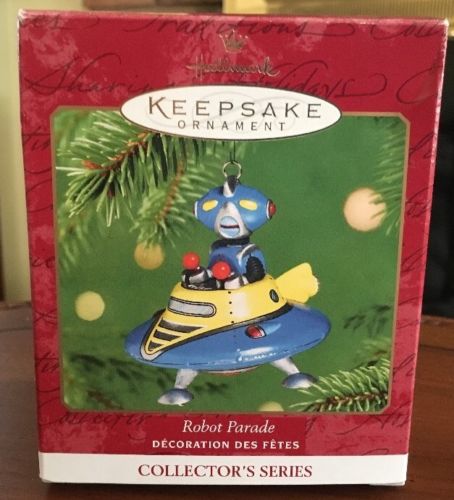 Hallmark
KEEPSAKE
ORNAMENT
Robot Parade
DÉCORATION DES FÊTES
COLLECTOR'S SERIES